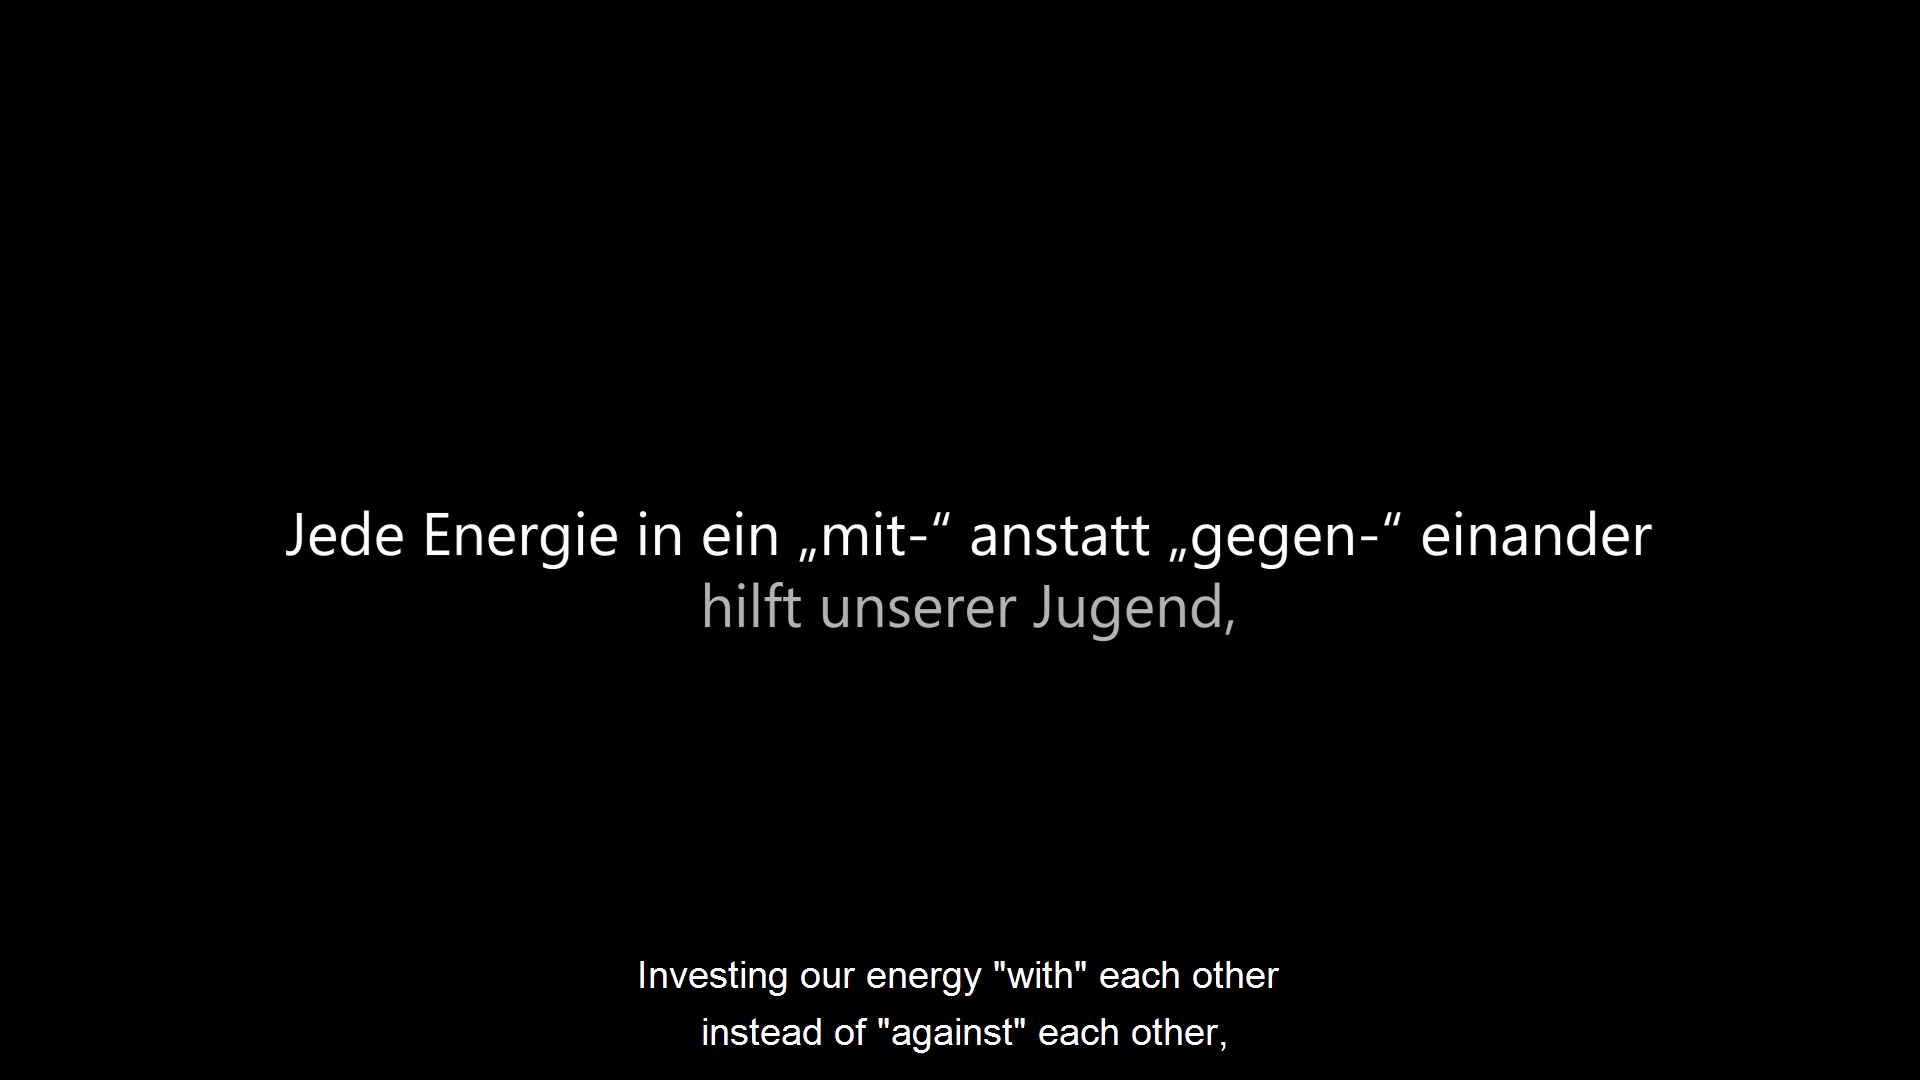 Jede Energie in ein „mit-“ anstatt „gegen-“ einander
hilft unserer Jugend,
Investing our energy "with" each other
instead of "against" each other,